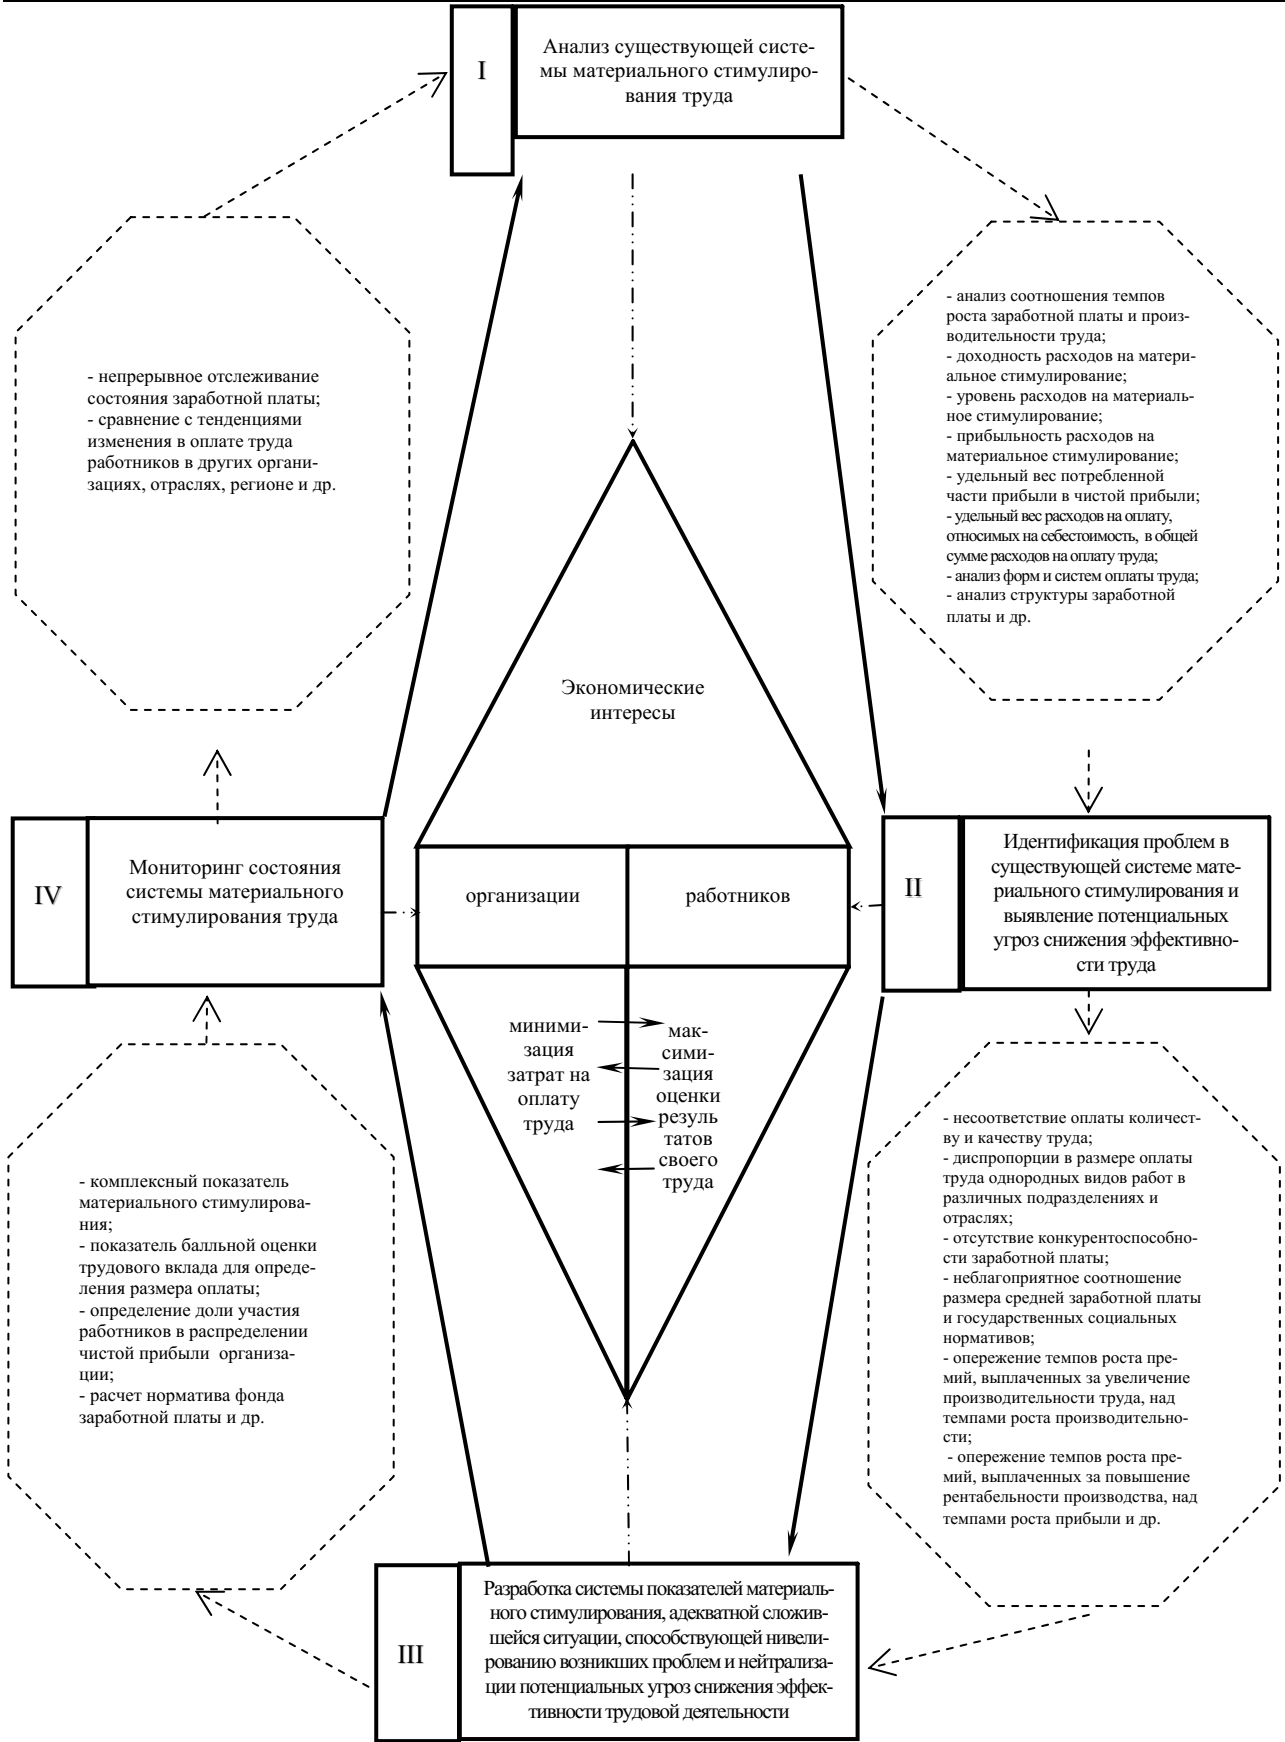 I
Анализ существующей систе-
мы материального стимулиро-
вания труда
- непрерывное отслеживание
состояния заработной платы;
- сравнение с тенденциями
изменения в оплате труда
работников в других органи-
зациях, отраслях, регионе и др.
- анализ соотношения темпов
роста заработной платы и произ-
водительности труда;
- доходность расходов на матери-
альное стимулирование;
- уровень расходов на материаль-
ное стимулирование;
- прибыльность расходов на
материальное стимулирование;
- удельный вес потребленной
части прибыли в чистой прибыли;
- удельный вес расходов на оплату,
относимых на себестоимость, в общей
сумме расходов на оплату труда;
- анализ форм и систем оплаты труда;
- анализ структуры заработной
платы и др.
Экономические
интересы
IV
Мониторинг состояния
системы материального
стимулирования труда
организации
работников
II
Идентификация проблем в
существующей системе мате-
риального стимулирования и
выявление потенциальных
угроз снижения эффективно-
сти труда
миними-
зация
затрат на
оплату
труда
мак-
сими-
зация
оценки
резуль
татов
своего
труда
- комплексный показатель
материального стимулирова-
ния;
- показатель балльной оценки
трудового вклада для опреде-
ления размера оплаты;
- определение доли участия
работников в распределении
чистой прибыли организа-
ции;
- расчет норматива фонда
заработной платы и др.
- несоответствие оплаты количест-
ву и качеству труда;
- диспропорции в размере оплаты
труда однородных видов работ в
различных подразделениях и
отраслях;
- отсутствие конкурентоспособно-
сти заработной платы;
- неблагоприятное соотношение
размера средней заработной платы
и государственных социальных
нормативов;
- опережение темпов роста пре-
мий, выплаченных за увеличение
производительности труда, над
темпами роста производительно-
сти;
- опережение темпов роста пре-
мий, выплаченных за повышение
рентабельности производства, над
темпами роста прибыли и др.
III
Разработка системы показателей материаль-
ного стимулирования, адекватной сложив-
шейся ситуации, способствующей нивели-
рованию возникших проблем и нейтрализа-
ции потенциальных угроз снижения эффек-
тивности трудовой деятельности